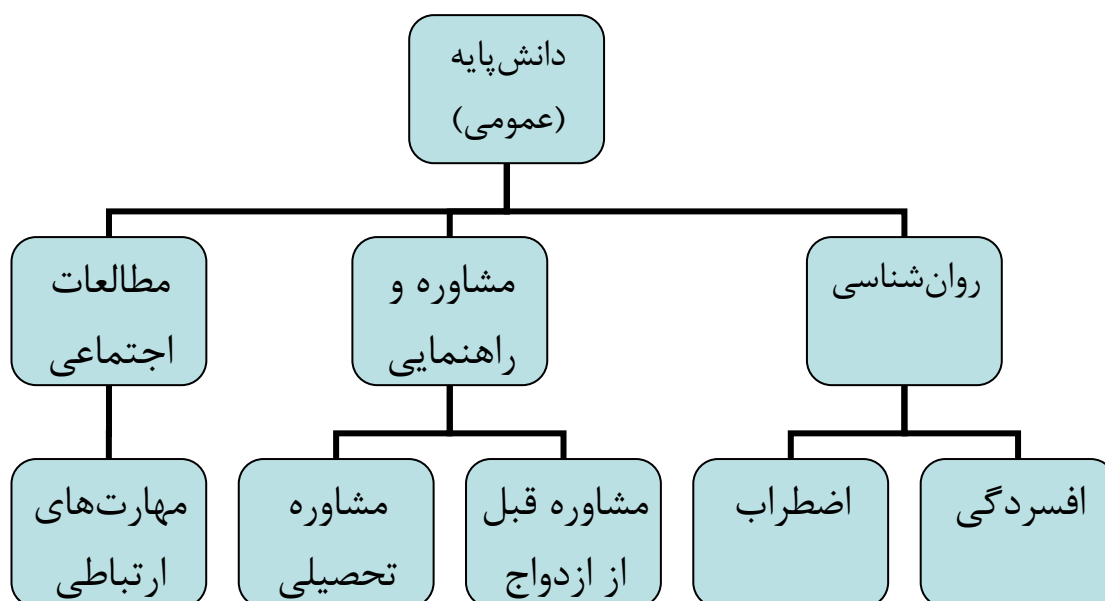 دانش‌پایه
(عمومی)
روان‌شناسی
مشاوره و
راهنمایی
مطالعات
اجتماعی
افسردگی
اضطراب
مشاوره قبل
از ازدواج
مشاوره
تحصیلی
مهارت‌های
ارتباطی